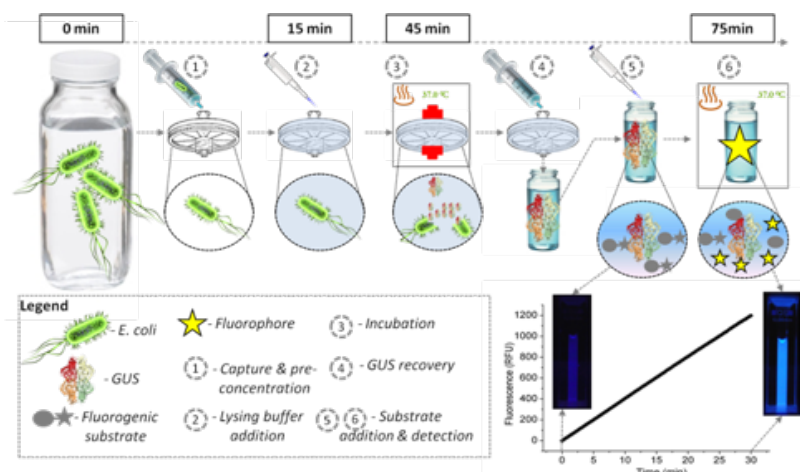 0 min
15 min
45 min
75min
1
2
3
4
5
6
37.0 ºC
37.0 ºC
Legend
- E. coli
- GUS
- Fluorogenic
substrate
- Fluorophore
1 - Capture & pre-
concentration
2 - Lysing buffer
addition
3 - Incubation
4 - GUS recovery
5 6 - Substrate
addition & detection
Fluorescence (RFU)
1200
1000
800
600
400
200
0
0 5 10 15 20 25 30
Time (min)